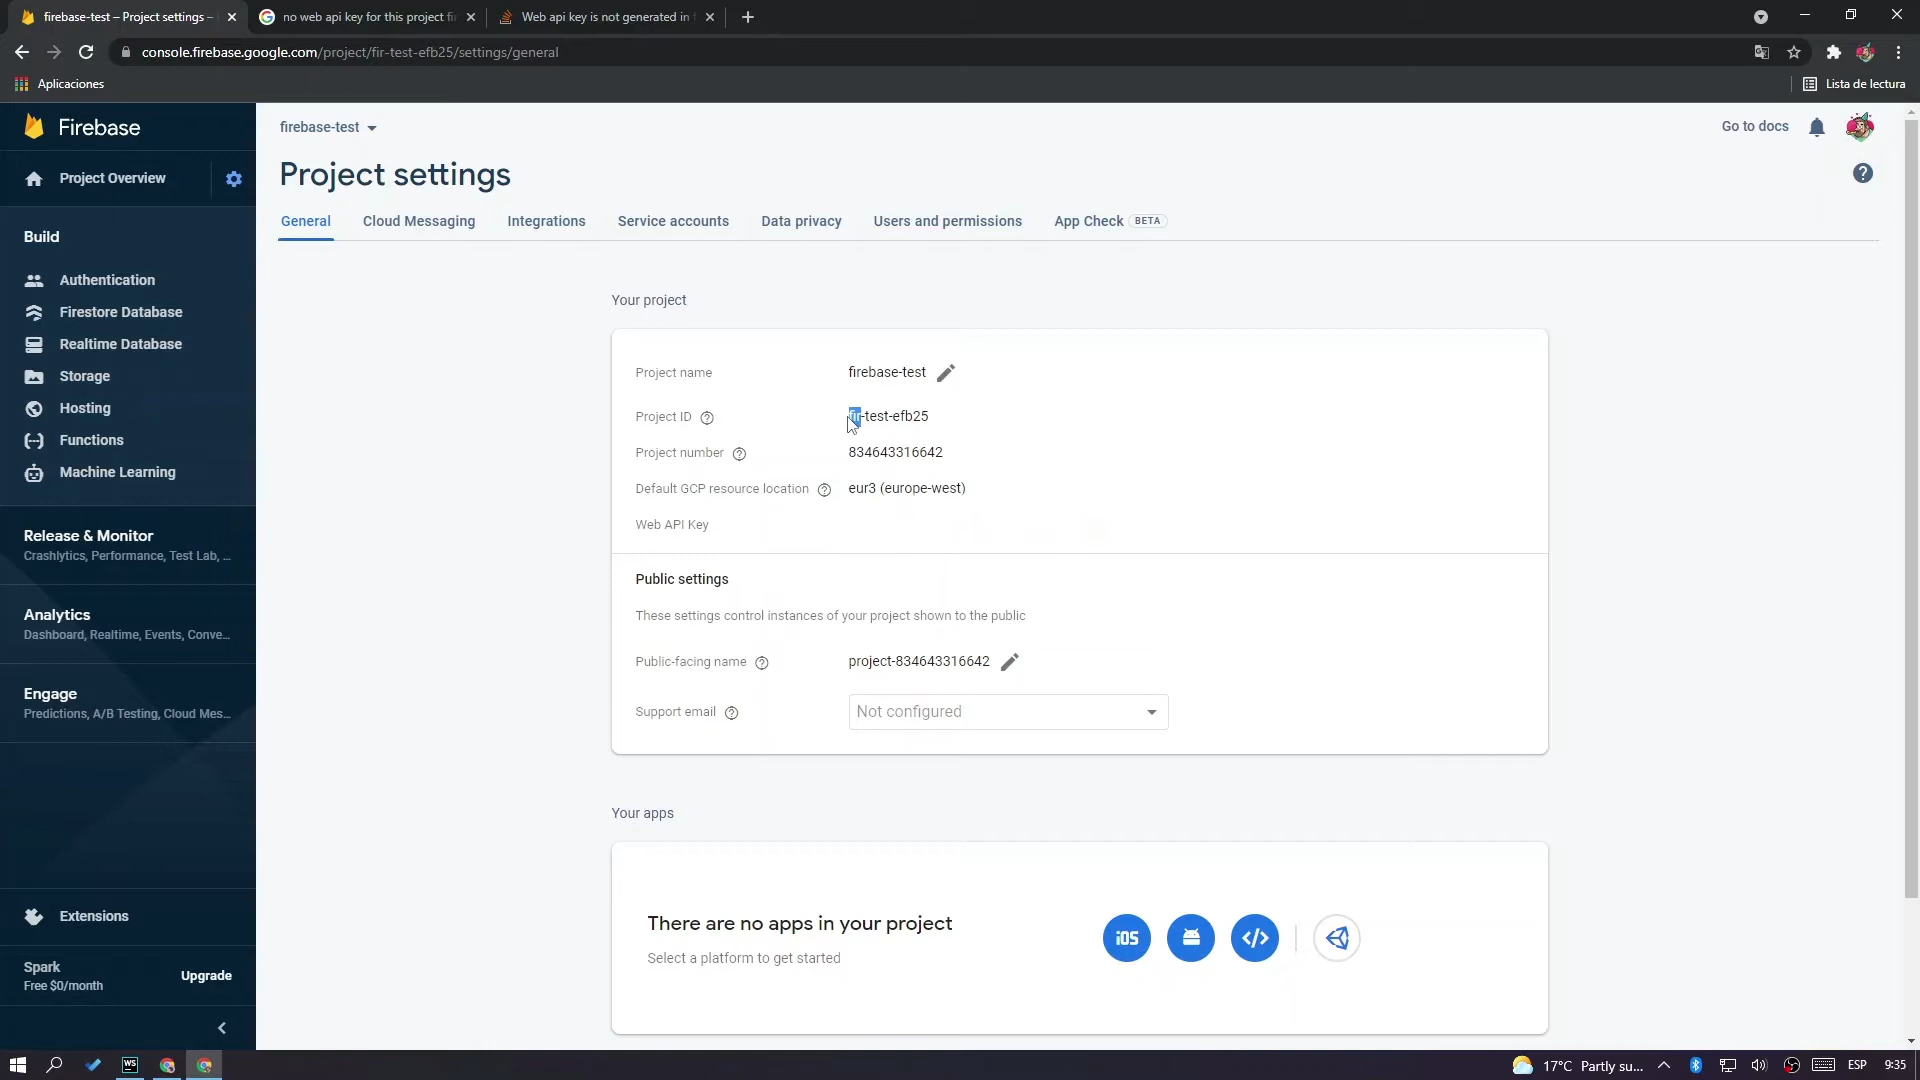 firebase-test – Project settings –
no web api key for this project fi
Web api key is not generated in f
console.firebase.google.com/project/fir-test-efb25/settings/general
Aplicaciones
Lista de lectura
Firebase
firebase-test
Go to docs
Project Overview
Project settings
General
Cloud Messaging
Integrations
Service accounts
Data privacy
Users and permissions
App Check BETA
Build
Authentication
Firestore Database
Realtime Database
Storage
Hosting
Functions
Machine Learning
Release & Monitor
Crashlytics, Performance, Test Lab, ...
Analytics
Dashboard, Realtime, Events, Conve...
Engage
Predictions, A/B Testing, Cloud Mes...
Extensions
Spark
Free $0/month
Upgrade
Your project
Project name
firebase-test
Project ID
fir-test-efb25
Project number
834643316642
Default GCP resource location
eur3 (europe-west)
Web API Key
Public settings
These settings control instances of your project shown to the public
Public-facing name
project-834643316642
Support email
Not configured
Your apps
There are no apps in your project
Select a platform to get started
iOS
WS
17°C Partly su...
ESP
9:35